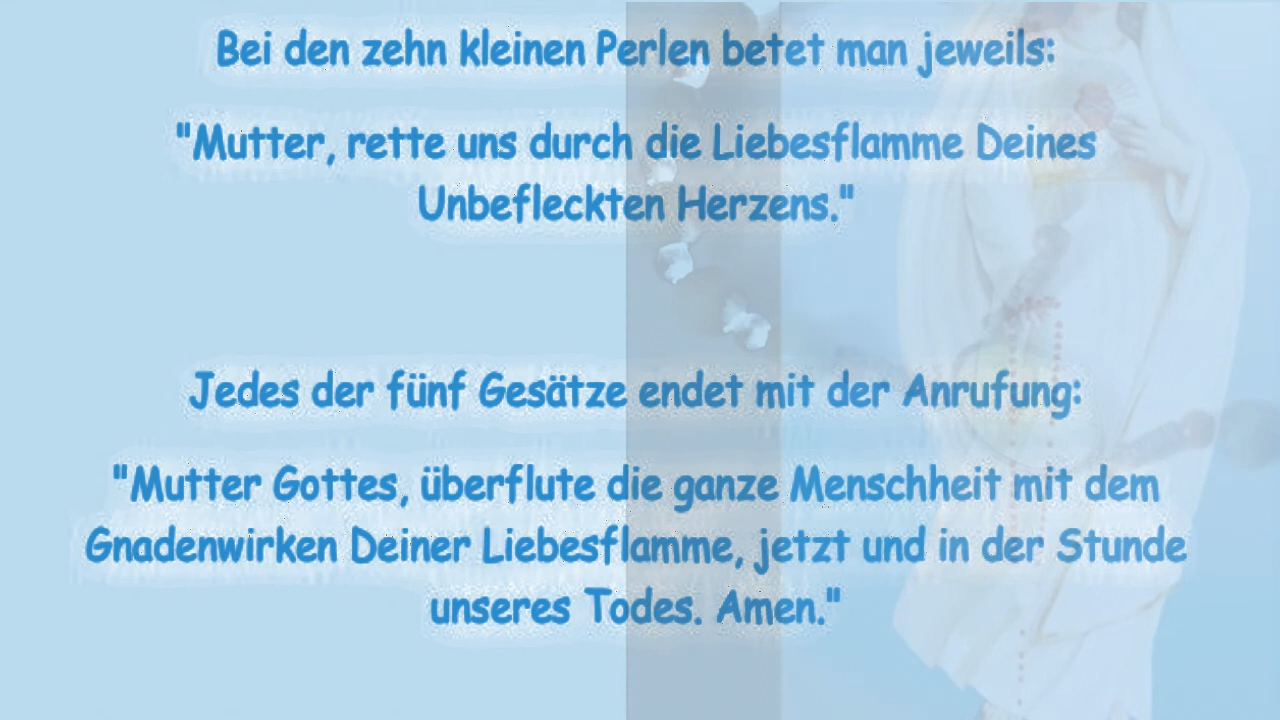 Bei den zehn kleinen Perlen betet man jeweils:
"Mutter, rette uns durch die Liebesflamme Deines
Unbefleckten Herzens."
Jedes der fünf Gesätze endet mit der Anrufung:
"Mutter Gottes, überflute die ganze Menschheit mit dem
Gnadenwirken Deiner Liebesflamme, jetzt und in der Stunde
unseres Todes. Amen."